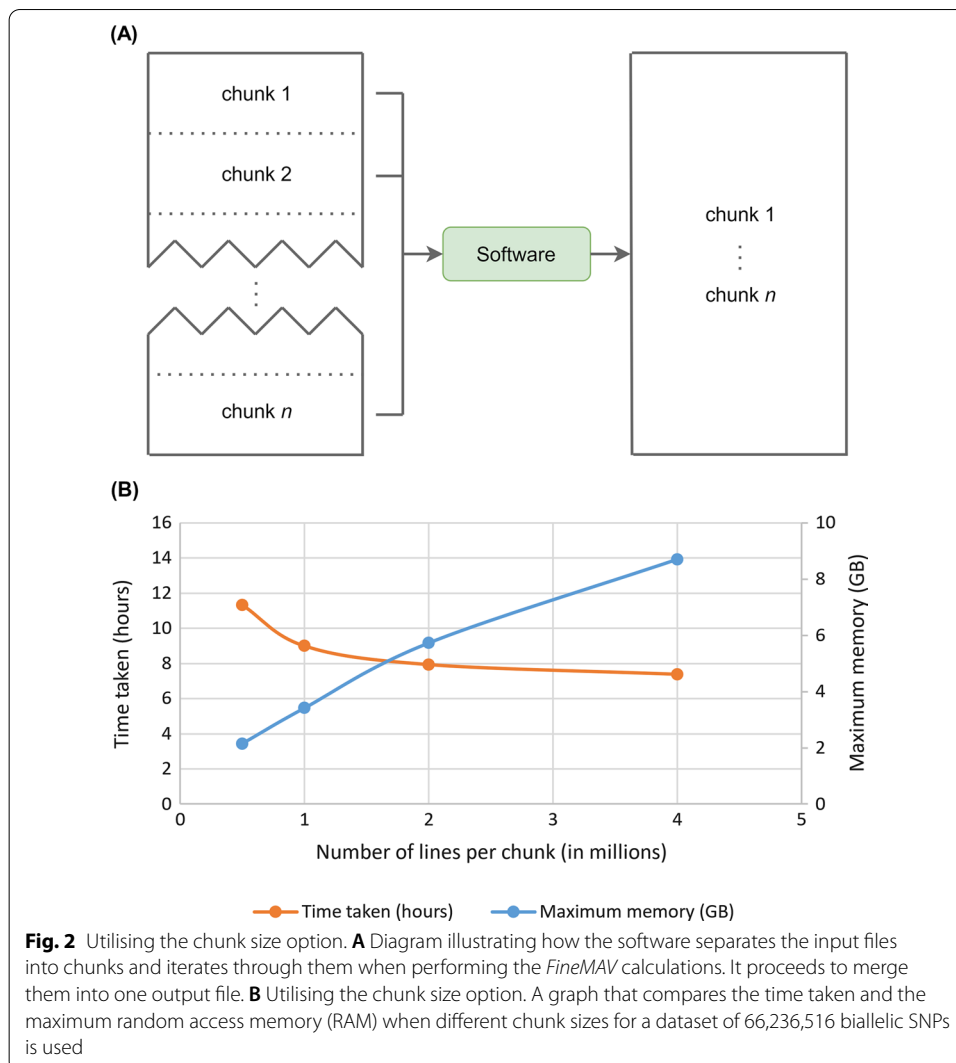 (A)
chunk 1
chunk 2
chunk n
Software
chunk 1
chunk n
(B)
16
14
12
10
8
6
4
2
0
Time taken (hours)
10
8
6
4
2
0
Maximum memory (GB)
0 1 2 3 4 5
Number of lines per chunk (in millions)
Time taken (hours) Maximum memory (GB)
Fig. 2 Utilising the chunk size option. A Diagram illustrating how the software separates the input files
into chunks and iterates through them when performing the FineMAV calculations. It proceeds to merge
them into one output file. B Utilising the chunk size option. A graph that compares the time taken and the
maximum random access memory (RAM) when different chunk sizes for a dataset of 66,236,516 biallelic SNPs
is used